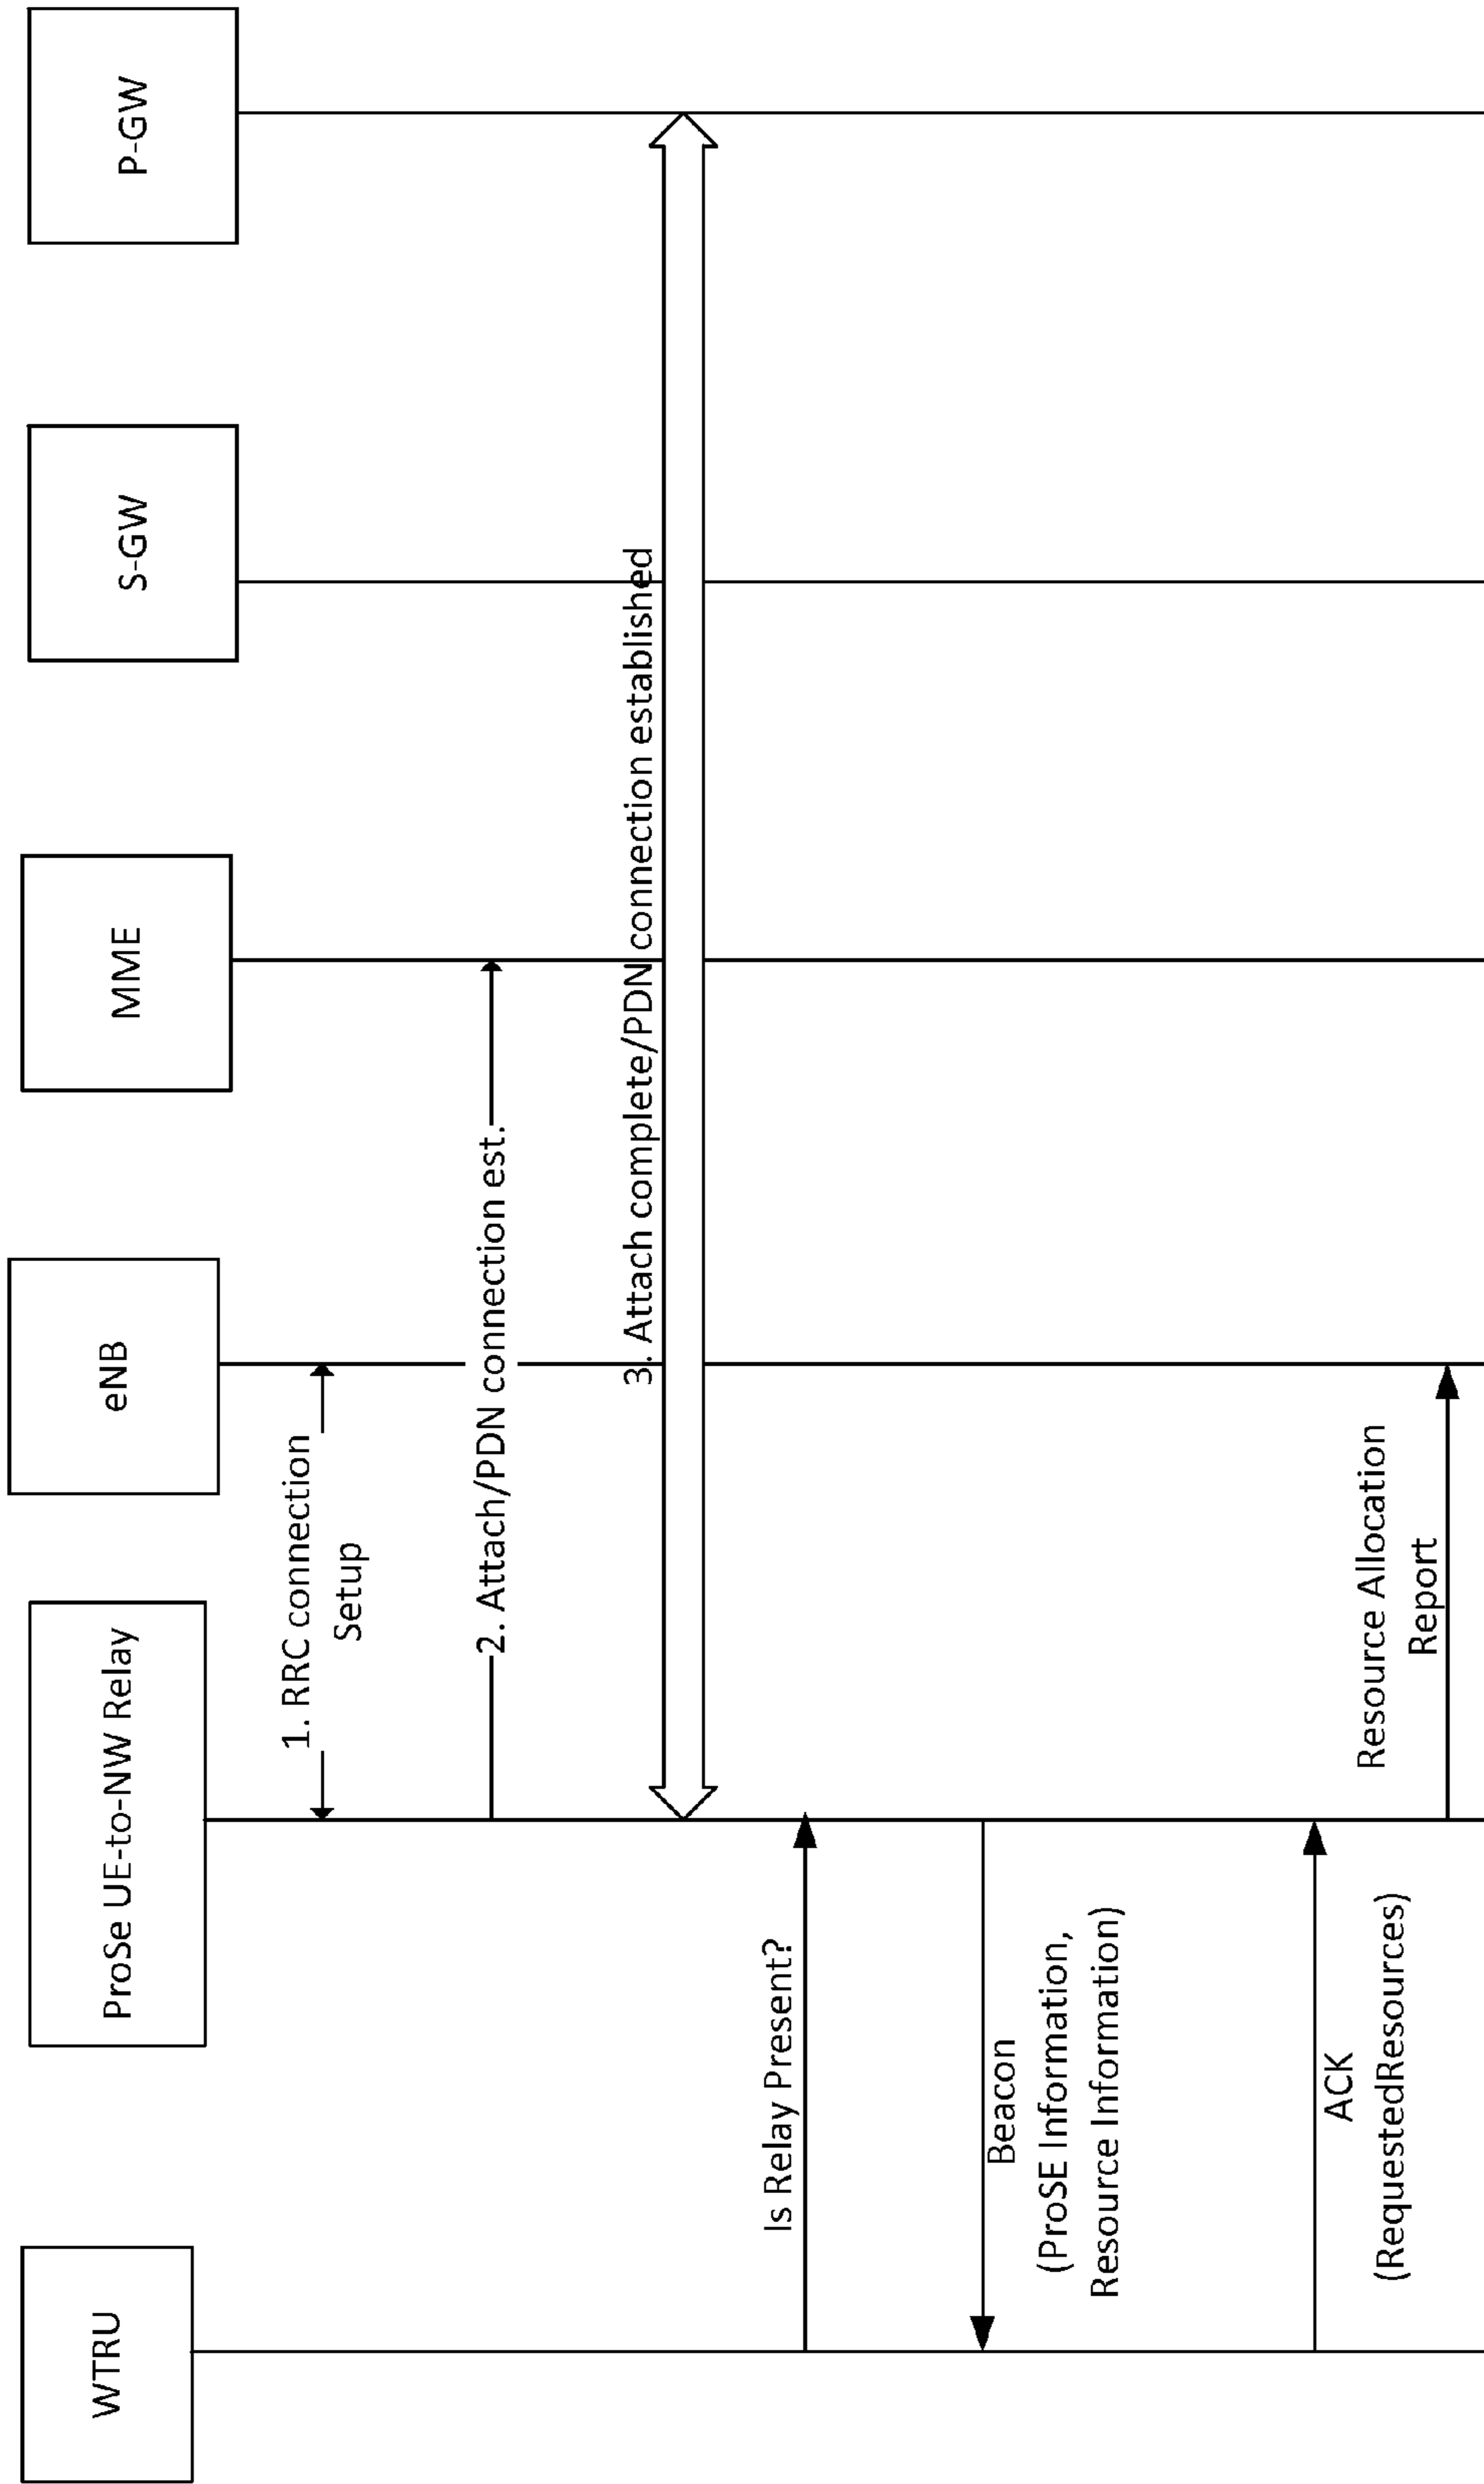 WTRU
ProSe UE-to-NW Relay
eNB
MME
S-GW
P-GW
1. RRC connection
Setup
2. Attach/PDN connection est.
3. Attach complete/PDN connection established
Is Relay Present?
Beacon
(ProSE Information,
Resource Information)
ACK
(RequestedResources)
Resource Allocation
Report